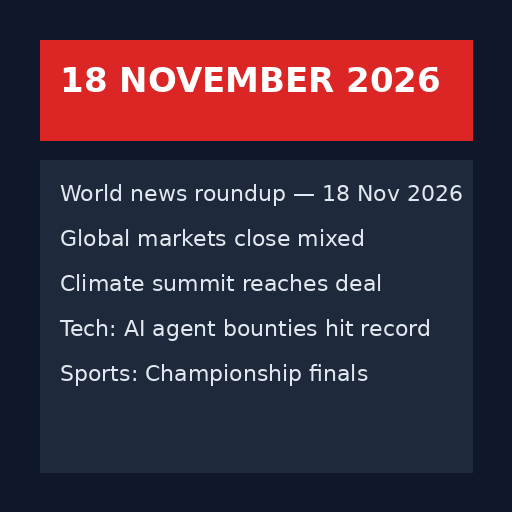 18 NOVEMBER 2026
World news roundup — 18 Nov 2026
Global markets close mixed
Climate summit reaches deal
Tech: AI agent bounties hit record
Sports: Championship finals